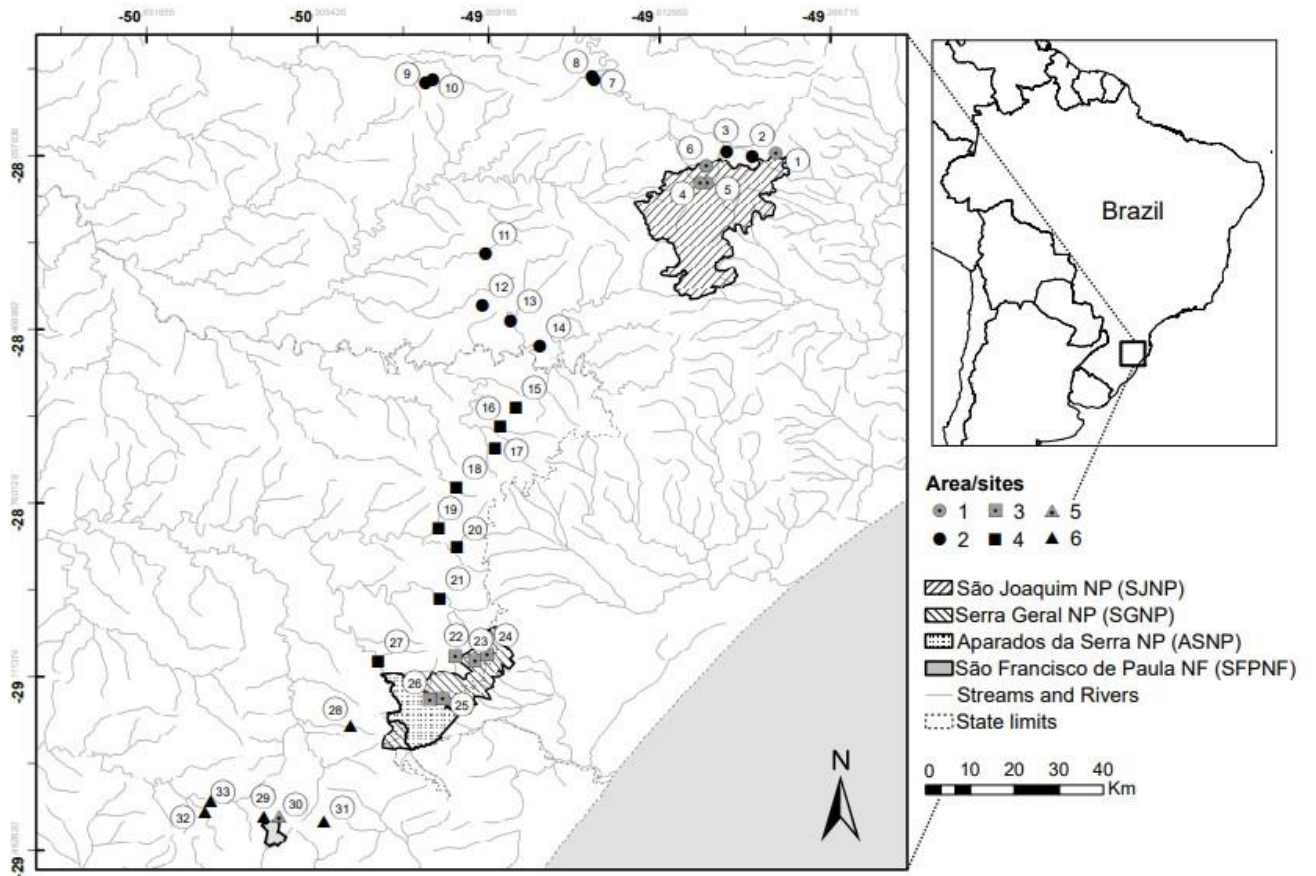 -50 -50 -49 -49 -49
8 7
9 10
3 2
6 1
4 5
11
12
13
14
15
16
17
18
19
20
21
22 23 24
27
26
25
28
33 29 30 31
32
-28
-28
-28
-29
-29
N
Brazil
Area/sites
1 3 5
2 4 6
São Joaquim NP (SJNP)
Serra Geral NP (SGNP)
Aparados da Serra NP (ASNP)
São Francisco de Paula NF (SFPNF)
Streams and Rivers
State limits
0 10 20 30 40
Km